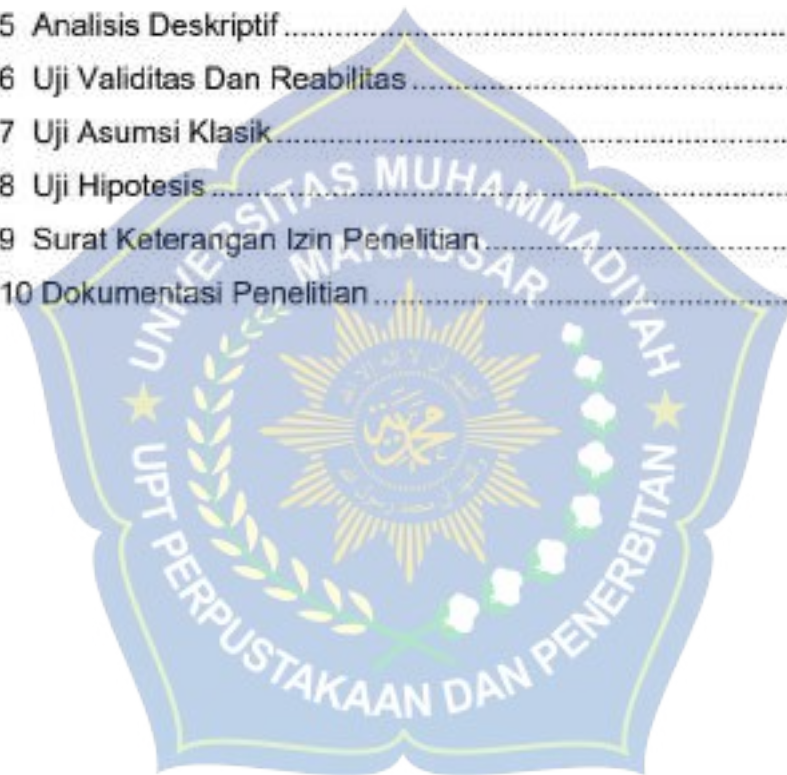 5 Analisis Deskriptif
6 Uji Validitas Dan Reabilitas
7 Uji Asumsi Klasik
8 Uji Hipotesis
9 Surat Keterangan Izin Penelitian
10 Dokumentasi Penelitian
UNIVERSITAS MUHAMMADIYAH
MAKASSAR
UPT PERPUSTAKAAN DAN PENERBITAN